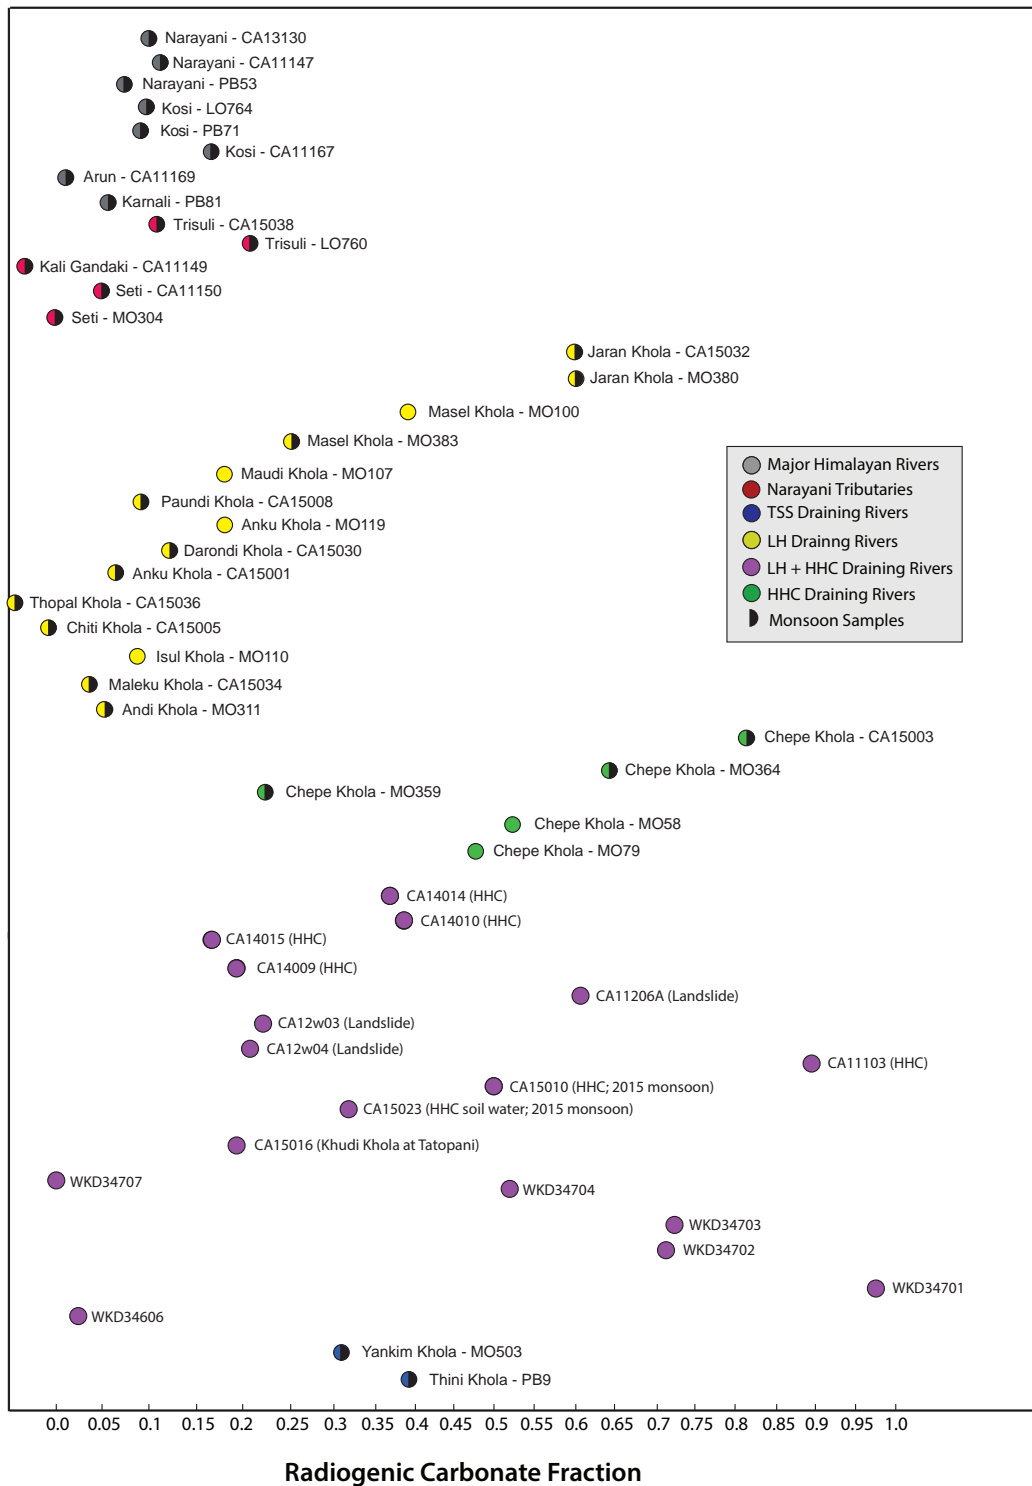 Narayani - CA13130
Narayani - CA11147
Narayani - PB53
Kosi - LO764
Kosi - PB71
Kosi - CA11167
Arun - CA11169
Karnali - PB81
Trisuli - CA15038
Trisuli - LO760
Kali Gandaki - CA11149
Seti - CA11150
Seti - MO304
Jaran Khola - CA15032
Jaran Khola - MO380
Masel Khola - MO100
Masel Khola - MO383
Maudi Khola - MO107
Paundi Khola - CA15008
Anku Khola - MO119
Darondi Khola - CA15030
Anku Khola - CA15001
Thopal Khola - CA15036
Chiti Khola - CA15005
Isul Khola - MO110
Maleku Khola - CA15034
Andi Khola - MO311
Major Himalayan Rivers
Narayani Tributaries
TSS Draining Rivers
LH Drainng Rivers
LH + HHC Draining Rivers
HHC Draining Rivers
Monsoon Samples
Chepe Khola - CA15003
Chepe Khola - MO364
Chepe Khola - MO359
Chepe Khola - MO58
Chepe Khola - MO79
CA14014 (HHC)
CA14010 (HHC)
CA14015 (HHC)
CA14009 (HHC)
CA11206A (Landslide)
CA12w03 (Landslide)
CA12w04 (Landslide)
CA11103 (HHC)
CA15010 (HHC; 2015 monsoon)
CA15023 (HHC soil water; 2015 monsoon)
CA15016 (Khudi Khola at Tatopani)
WKD34707
WKD34704
WKD34703
WKD34702
WKD34701
WKD34606
Yankim Khola - MO503
Thini Khola - PB9
0.0 0.05 0.1 0.15 0.2 0.25 0.3 0.35 0.4 0.45 0.5 0.55 0.6 0.65 0.7 0.75 0.8 0.85 0.9 0.95 1.0
Radiogenic Carbonate Fraction